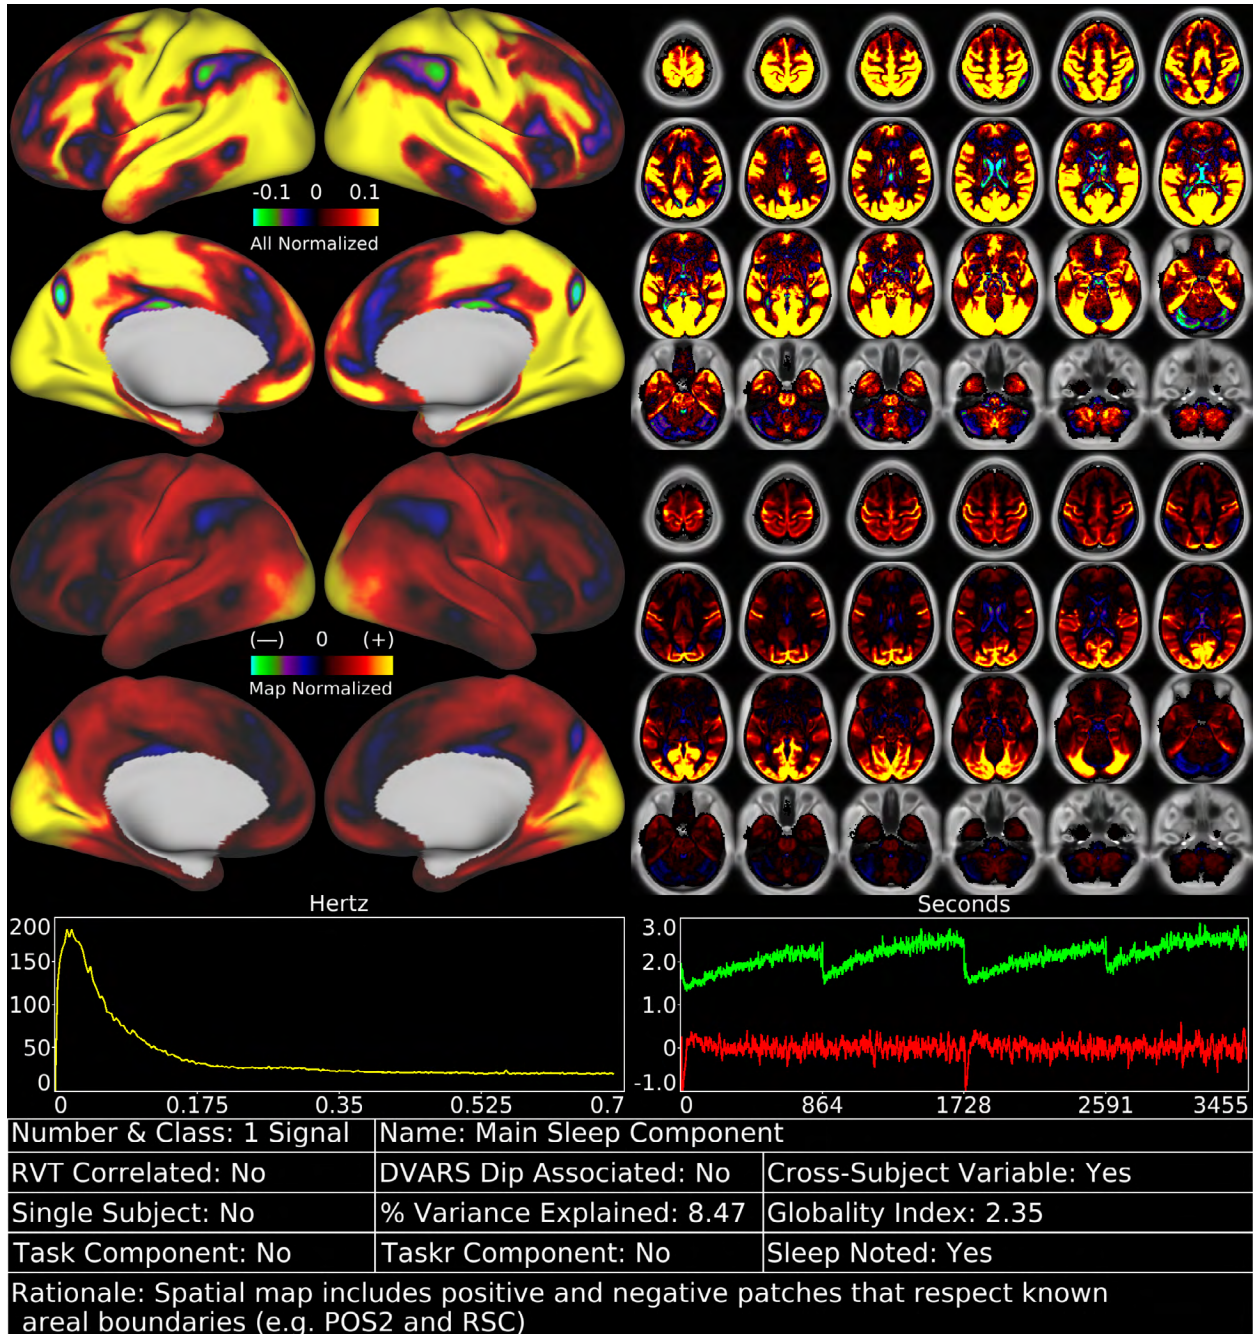 -0.1 0 0.1
All Normalized
(—) 0 (+)
Map Normalized
Hertz
200
150
100
50
0
0 0.175 0.35 0.525 0.7
Seconds
3.0
2.0
1.0
0
-1.0
0 864 1728 2591 3455
Number & Class: 1 Signal Name: Main Sleep Component
RVT Correlated: No DVARS Dip Associated: No Cross-Subject Variable: Yes
Single Subject: No % Variance Explained: 8.47 Globality Index: 2.35
Task Component: No Taskr Component: No Sleep Noted: Yes
Rationale: Spatial map includes positive and negative patches that respect known
areal boundaries (e.g. POS2 and RSC)